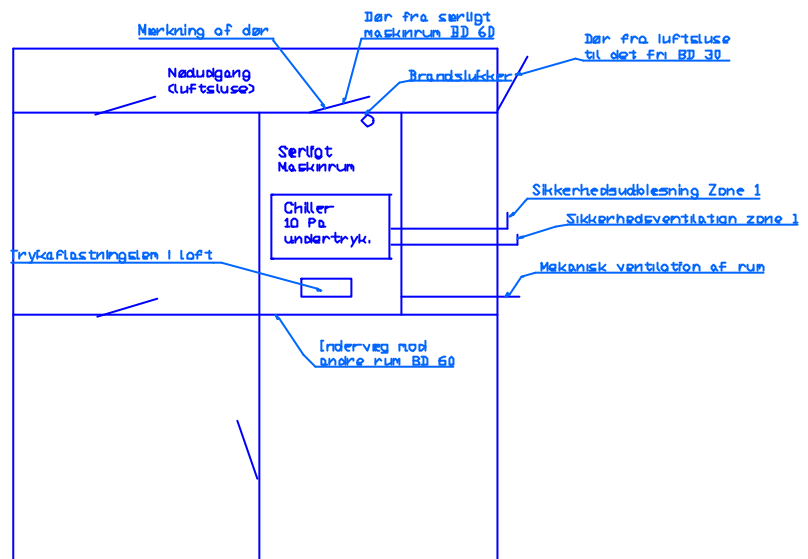 Mærkning af dør
Dør fra særligt
maskinrum BD 60
Dør fra luftsluse
til det fri BD 30
Nødudgang
(luftsluse)
Brandslukker
Særligt
Maskinrum
Chiller
10 Pa
undertryk.
Sikkerhedsudblæsning Zone 1
Sikkerhedsventilation zone 1
Trykaflastningslem i loft
Mekanisk ventilation af rum
Indervæg mod
andre rum BD 60